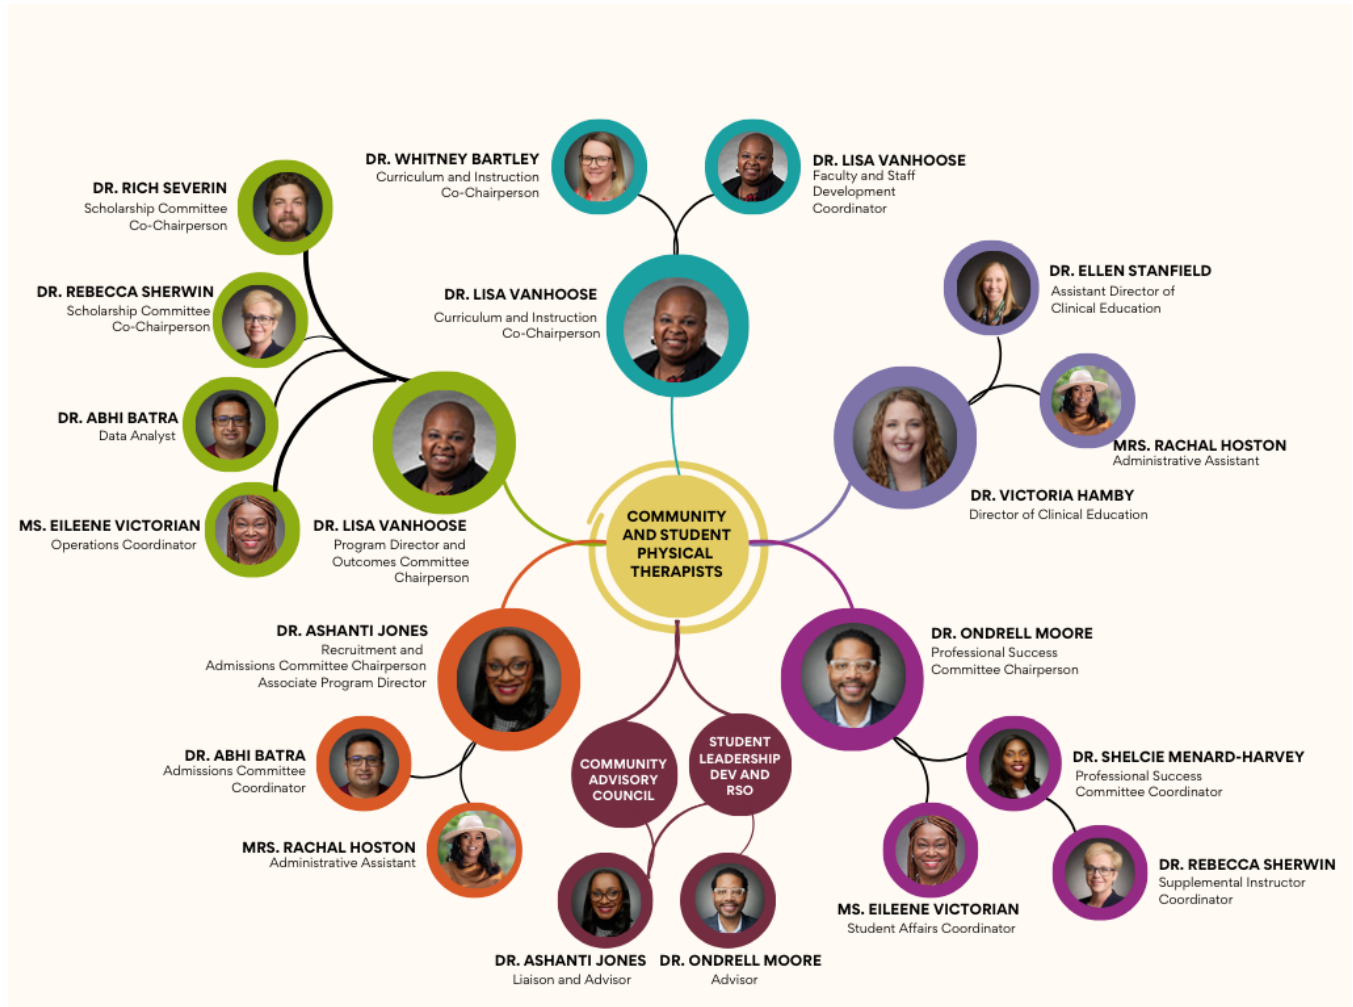 DR. WHITNEY BARTLEY
Curriculum and Instruction
Co-Chairperson
DR. LISA VANHOOSE
Faculty and Staff
Development
Coordinator
DR. RICH SEVERIN
Scholarship Committee
Co-Chairperson
DR. REBECCA SHERWIN
Scholarship Committee
Co-Chairperson
DR. LISA VANHOOSE
Curriculum and Instruction
Co-Chairperson
DR. ELLEN STANFIELD
Assistant Director of
Clinical Education
DR. ABHI BATRA
Data Analyst
MRS. RACHAL HOSTON
Administrative Assistant
DR. VICTORIA HAMBY
Director of Clinical Education
MS. EILEENE VICTORIAN
Operations Coordinator
DR. LISA VANHOOSE
Program Director and
Outcomes Committee
Chairperson
COMMUNITY
AND STUDENT
PHYSICAL
THERAPISTS
DR. ASHANTI JONES
Recruitment and
Admissions Committee Chairperson
Associate Program Director
DR. ONDRELL MOORE
Professional Success
Committee Chairperson
DR. ABHI BATRA
Admissions Committee
Coordinator
COMMUNITY
ADVISORY
COUNCIL
STUDENT
LEADERSHIP
DEV AND
RSO
DR. SHELCIE MENARD-HARVEY
Professional Success
Committee Coordinator
MRS. RACHAL HOSTON
Administrative Assistant
DR. REBECCA SHERWIN
Supplemental Instructor
Coordinator
MS. EILEENE VICTORIAN
Student Affairs Coordinator
DR. ASHANTI JONES
Liaison and Advisor
DR. ONDRELL MOORE
Advisor